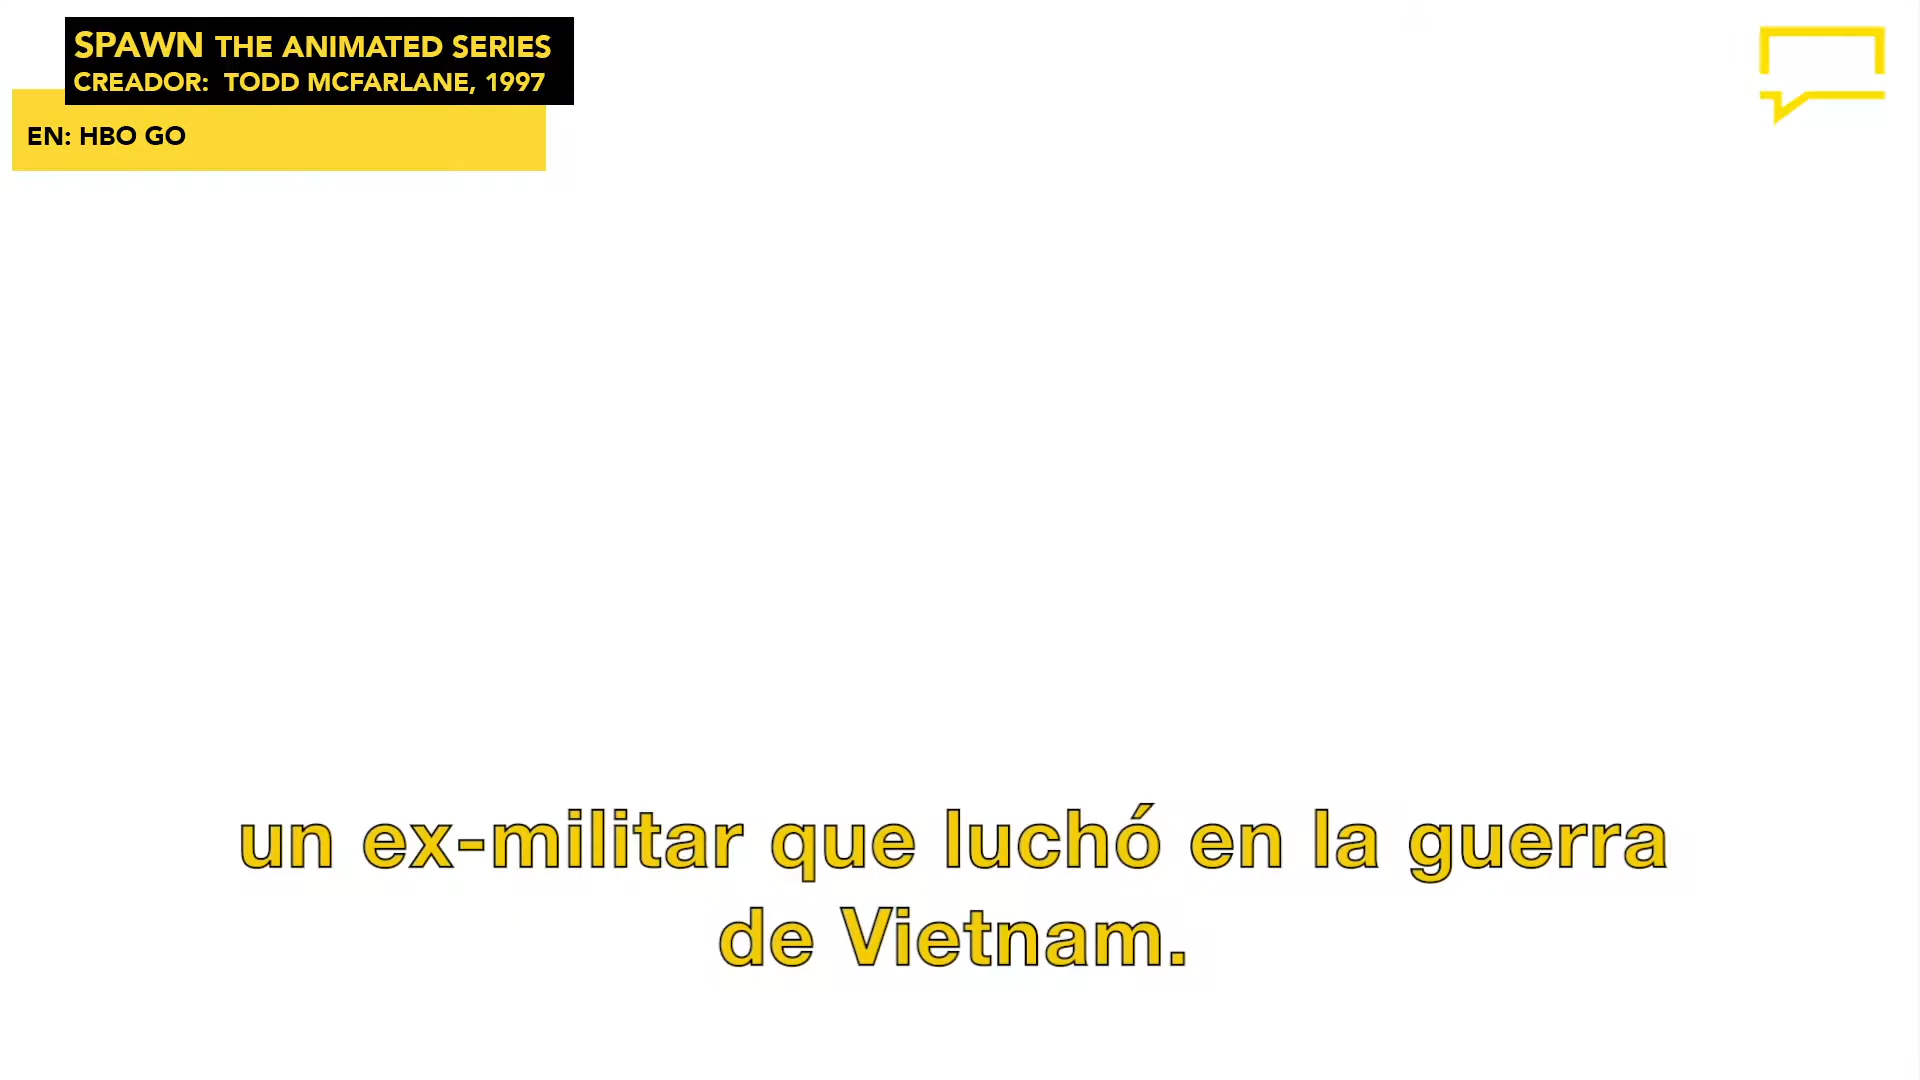 SPAWN THE ANIMATED SERIES
CREADOR: TODD MCFARLANE, 1997
EN: HBO GO
un ex-militar que luchó en la guerra
de Vietnam.